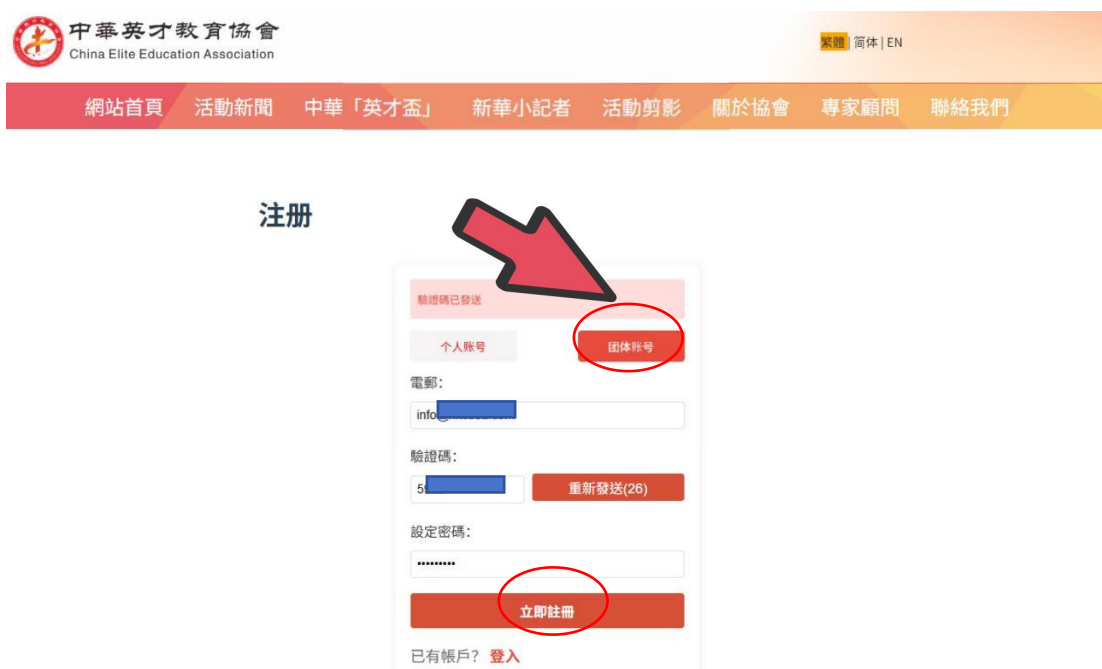 中華英才教育協會
China Elite Education Association
繁體 | 简体 | EN
網站首頁 活動新聞 中華「英才盃」 新華小記者 活動剪影 關於協會 專家顧問 聯絡我們
注册
驗證碼已發送
个人账号 团体账号
電郵：
info@
驗證碼：
5 重新發送(26)
設定密碼：
•••••••••
立即註冊
已有帳戶？ 登入